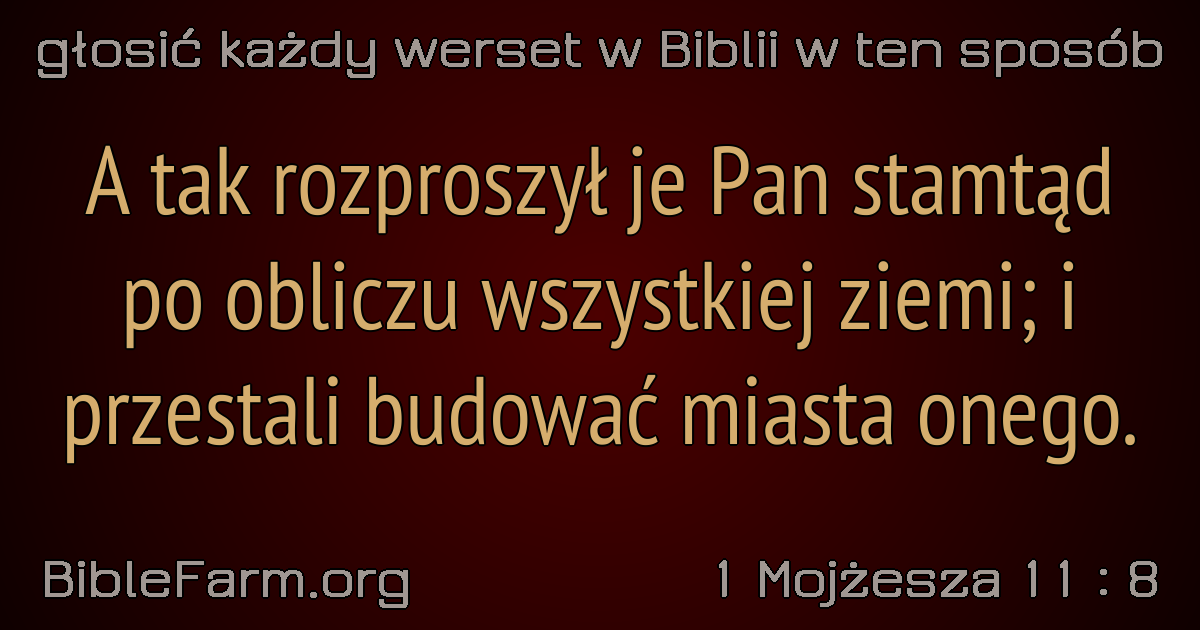 głosić każdy werset w Biblii w ten sposób
A tak rozproszył je Pan stamtąd
po obliczu wszystkiej ziemi; i
przestali budować miasta onego.
BibleFarm.org
1 Mojżesza 11 : 8